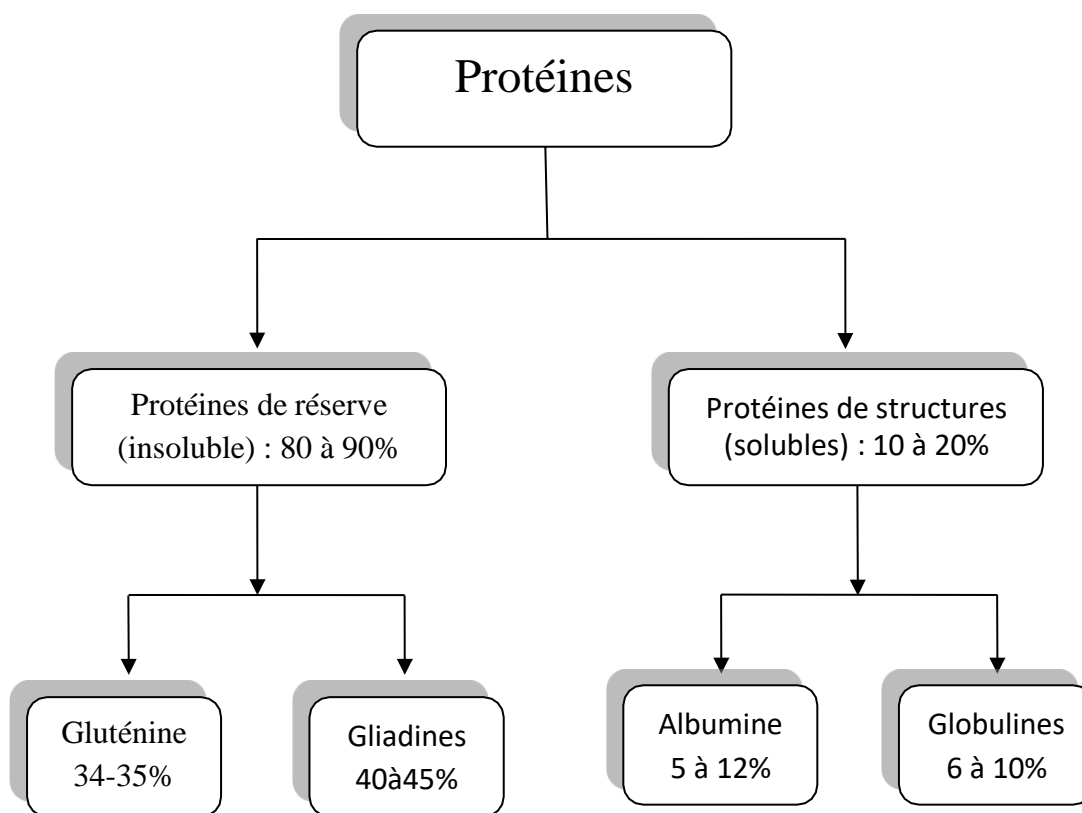 Protéines
Protéines de réserve
(insoluble) : 80 à 90%
Protéines de structures
(solubles) : 10 à 20%
Gluténine
34-35%
Gliadines
40à45%
Albumine
5 à 12%
Globulines
6 à 10%